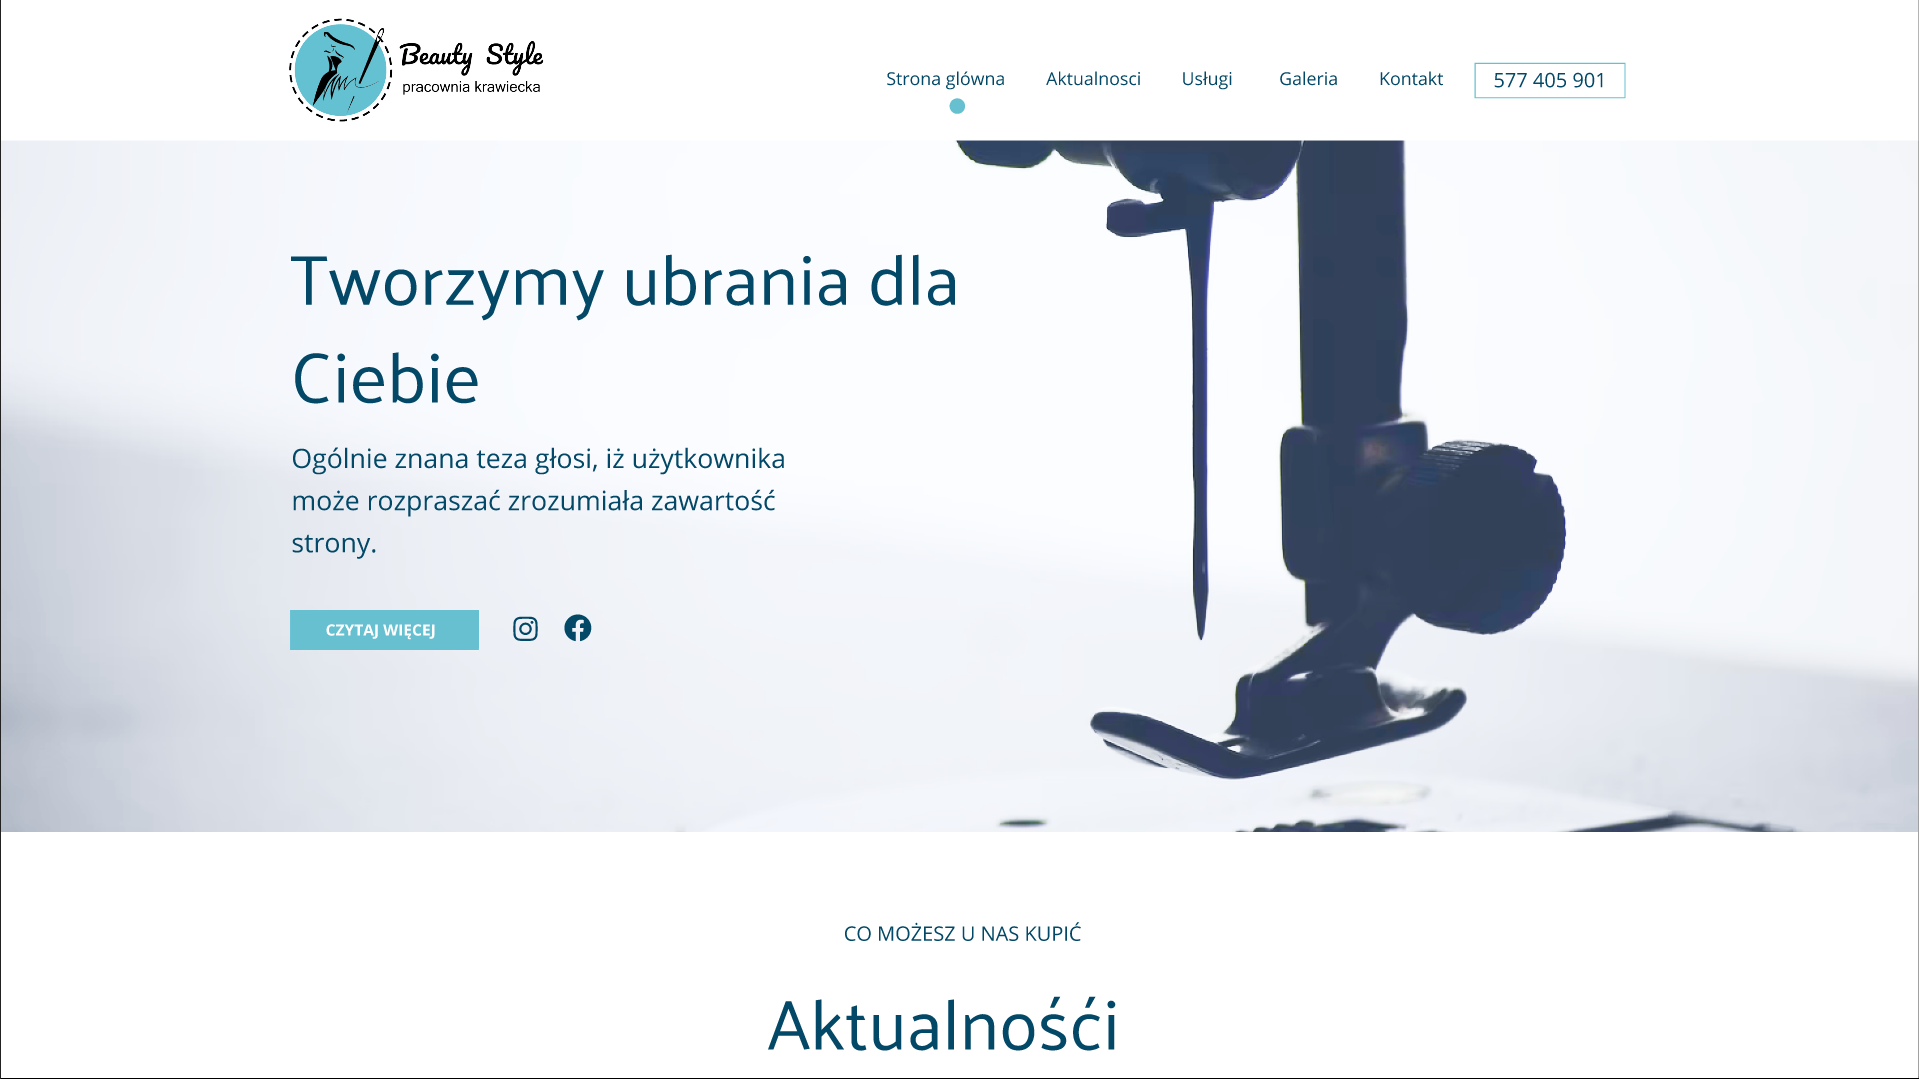 Beauty Style
pracownia krawiecka
Strona glówna
Aktualnosci
Usługi
Galeria
Kontakt
577 405 901
Tworzymy ubrania dla
Ciebie
Ogólnie znana teza głosi, iż użytkownika
może rozpraszać zrozumiała zawartość
strony.
CZYTAJ WIĘCEJ
CO MOŻESZ U NAS KUPIĆ
Aktualnośći